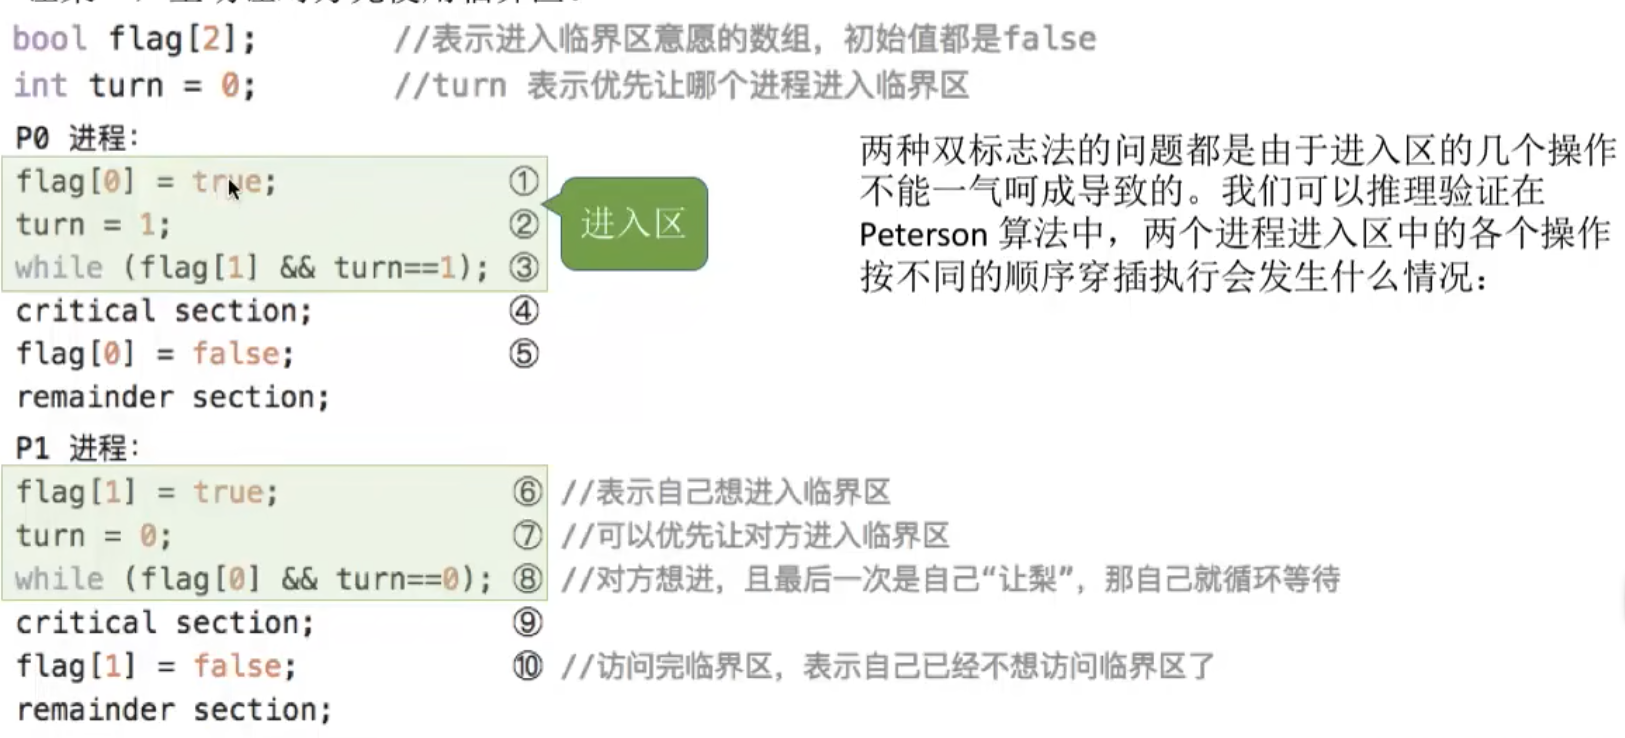 bool flag[2]; //表示进入临界区意愿的数组，初始值都是false
int turn = 0; //turn 表示优先让哪个进程进入临界区
P0 进程：
flag[0] = true; ①
turn = 1; ②
while (flag[1] && turn==1); ③
critical section; ④
flag[0] = false; ⑤
remainder section;
进入区
两种双标志法的问题都是由于进入区的几个操作
不能一气呵成导致的。我们可以推理验证在
Peterson 算法中，两个进程进入区中的各个操作
按不同的顺序穿插执行会发生什么情况：
P1 进程：
flag[1] = true; ⑥ //表示自己想进入临界区
turn = 0; ⑦ //可以优先让对方进入临界区
while (flag[0] && turn==0); ⑧ //对方想进，且最后一次是自己“让梨”，那自己就循环等待
critical section; ⑨
flag[1] = false; ⑩ //访问完临界区，表示自己已经不想访问临界区了
remainder section;